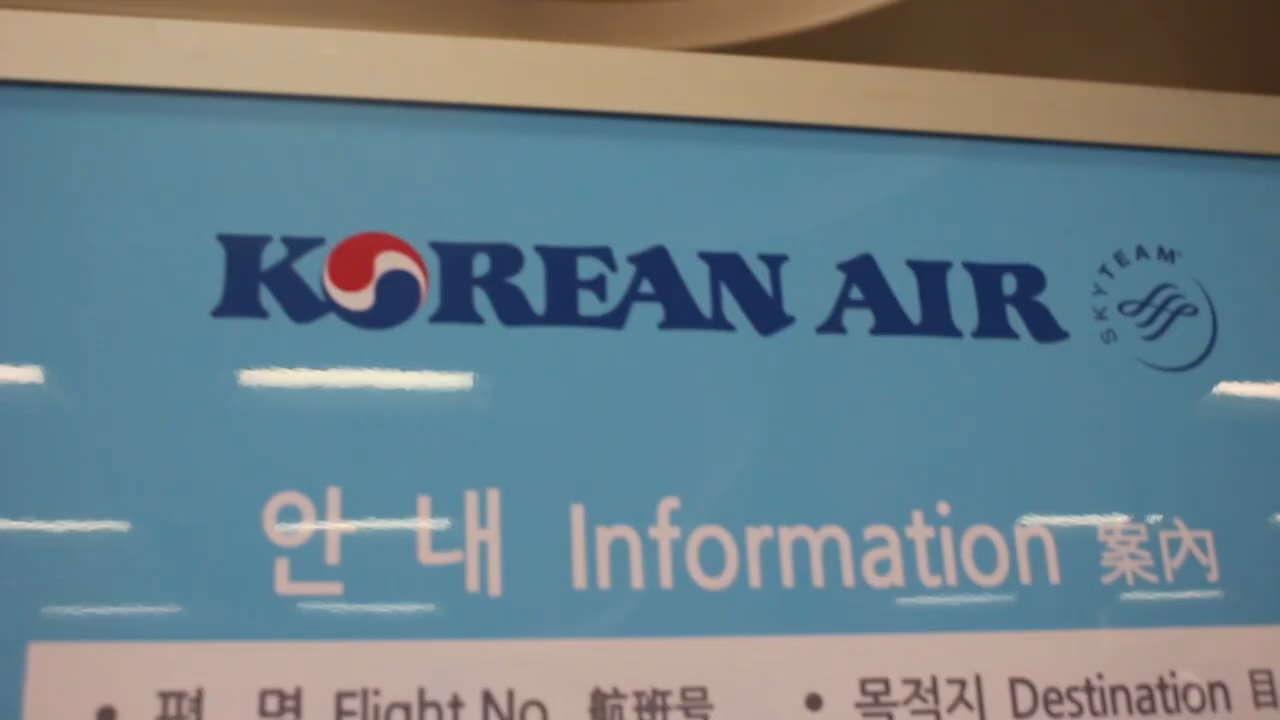 KOREAN AIR SKYTEAM
안 내 Information 案內
• 편 명 Flight No. 航班号 • 목적지 Destination 目